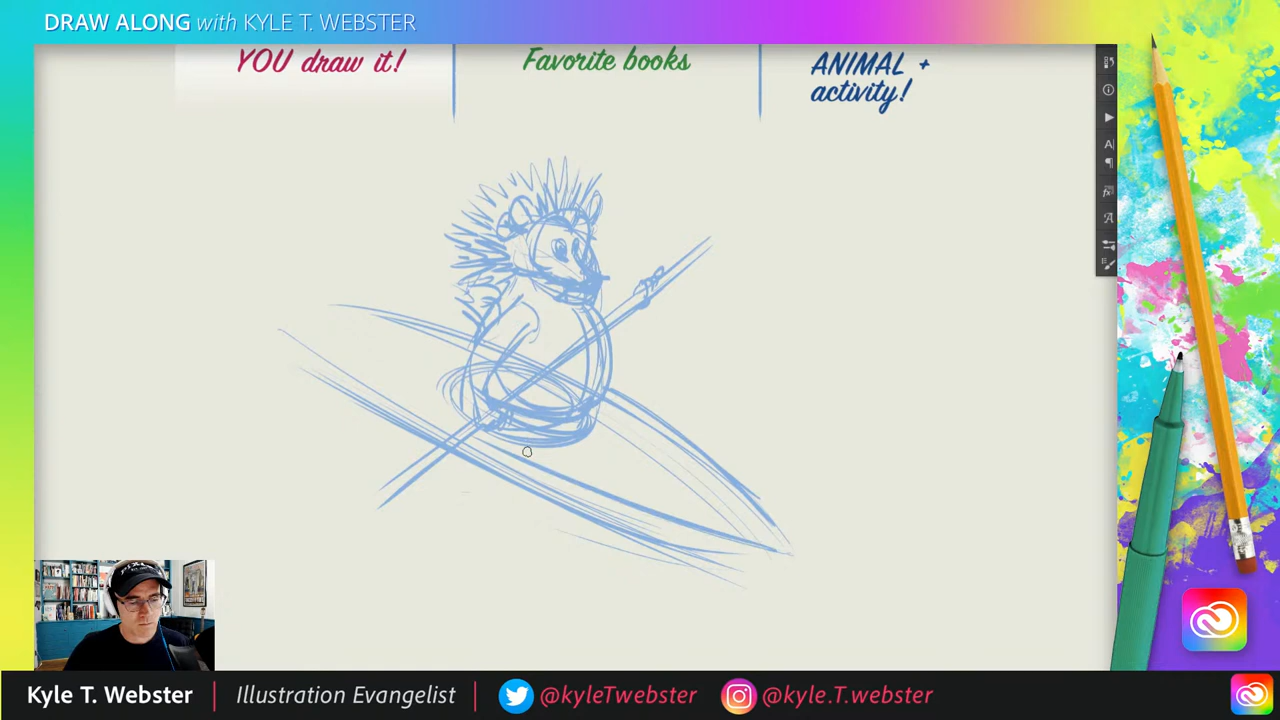 DRAW ALONG with KYLE T. WEBSTER
YOU draw it!
Favorite books
ANIMAL +
activity!
Kyle T. Webster | Illustration Evangelist | @kyleTwebster @kyle.T.webster